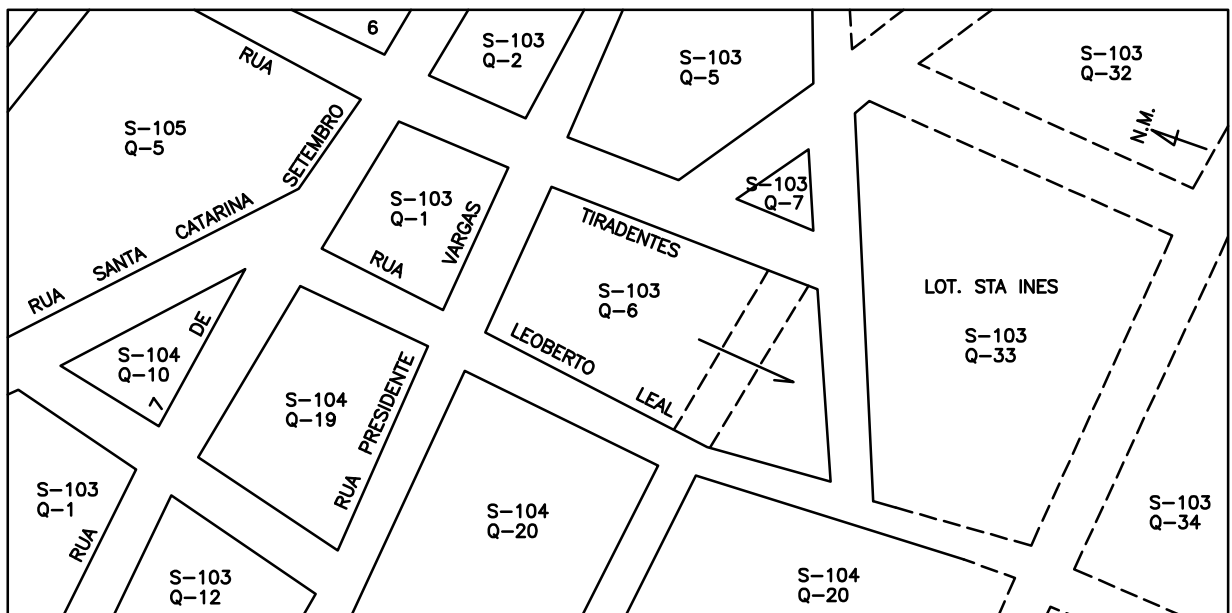 6
S-103
Q-2
S-103
Q-5
S-103
Q-32
RUA
SETEMBRO
N.M.
S-105
Q-5
S-103
Q-1
S-103
Q-7
RUA SANTA CATARINA
RUA
VARGAS
TIRADENTES
S-103
Q-6
LOT. STA INES
S-103
Q-33
S-104
Q-10
DE
7
LEOBERTO
LEAL
S-104
Q-19
RUA PRESIDENTE
S-103
Q-1
RUA
S-104
Q-20
S-103
Q-34
S-103
Q-12
S-104
Q-20